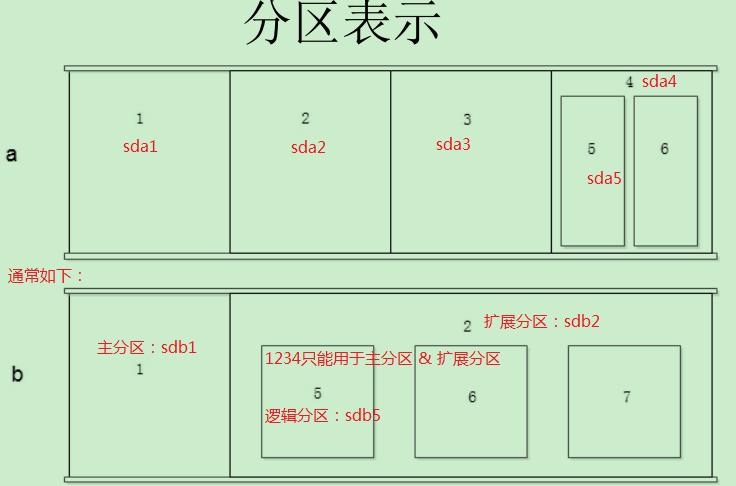 分区表示
a
1
sda1
2
sda2
3
sda3
4 sda4
5
sda5
6
通常如下：
b
主分区：sdb1
1
2 扩展分区：sdb2
1234只能用于主分区 & 扩展分区
5
逻辑分区：sdb5
6
7